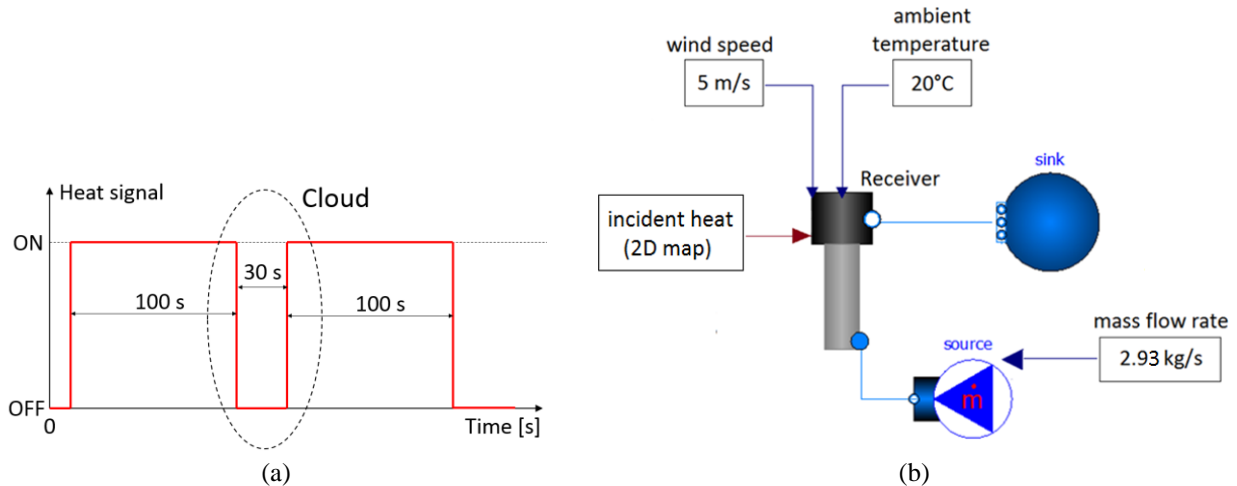 Heat signal
Cloud
ON
30 s
100 s
100 s
OFF
0
Time [s]
(a)
ambient
temperature
wind speed
5 m/s
20°C
sink
Receiver
incident heat
(2D map)
mass flow rate
source
2.93 kg/s
ṁ
(b)